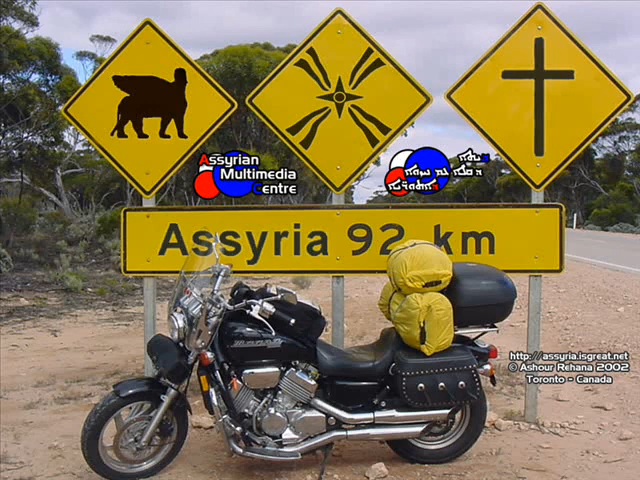 Assyrian
Multimedia
Centre
Assyria 92 km
http://assyria.isgreat.net
© Ashour Rehana 2002
Toronto - Canada